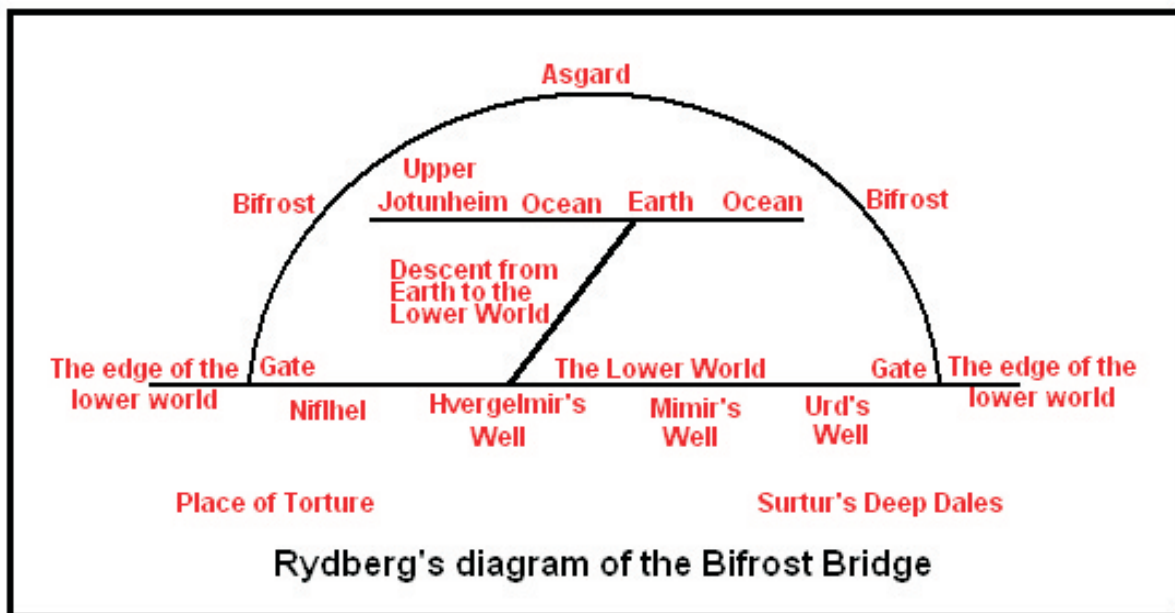 Asgard
Upper
Jotunheim Ocean Earth Ocean
Bifrost
Bifrost
Descent from
Earth to the
Lower World
The edge of the
lower world
Gate
The Lower World
Gate
The edge of the
lower world
Niflhel
Hvergelmir's
Well
Mimir's
Well
Urd's
Well
Place of Torture
Surtur's Deep Dales
Rydberg's diagram of the Bifrost Bridge